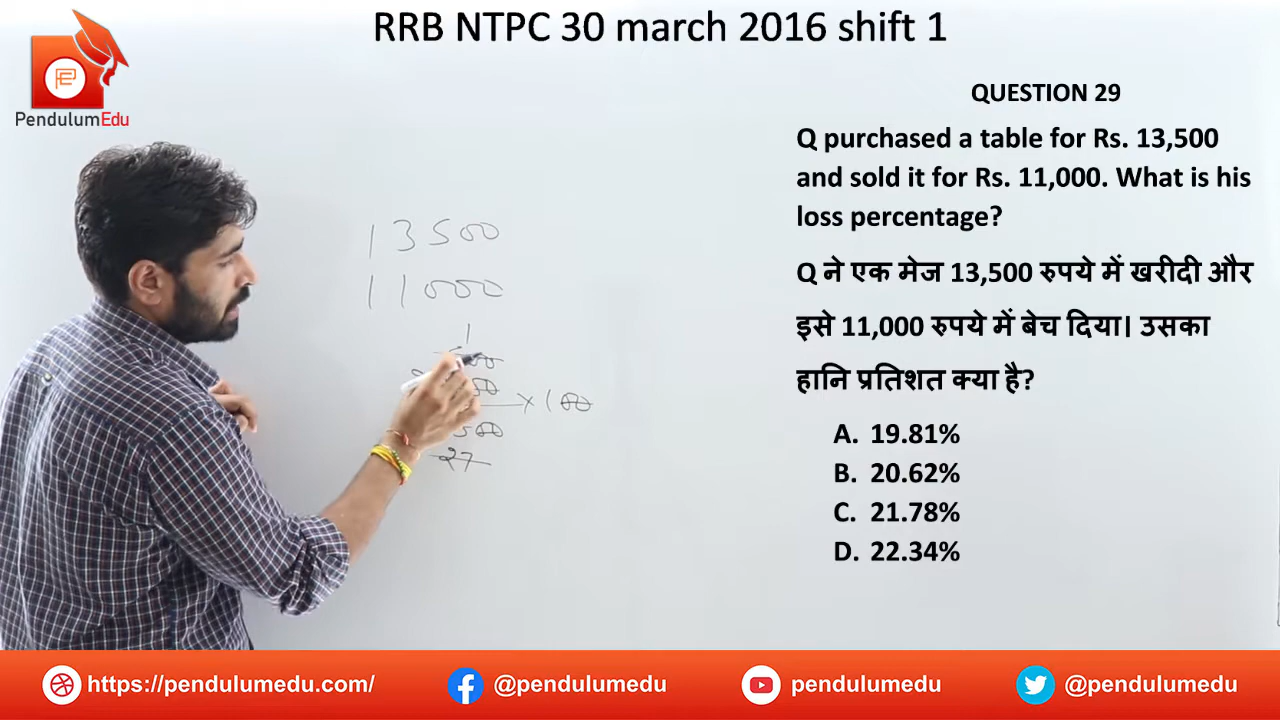 RRB NTPC 30 march 2016 shift 1
PendulumEdu
QUESTION 29
Q purchased a table for Rs. 13,500
and sold it for Rs. 11,000. What is his
loss percentage?
Q ने एक मेज 13,500 रुपये में खरीदी और
इसे 11,000 रुपये में बेच दिया। उसका
हानि प्रतिशत क्या है?
A. 19.81%
B. 20.62%
C. 21.78%
D. 22.34%
13500
11000
1
×100
500
27
https://pendulumedu.com/
@pendulumedu
pendulumedu
@pendulumedu